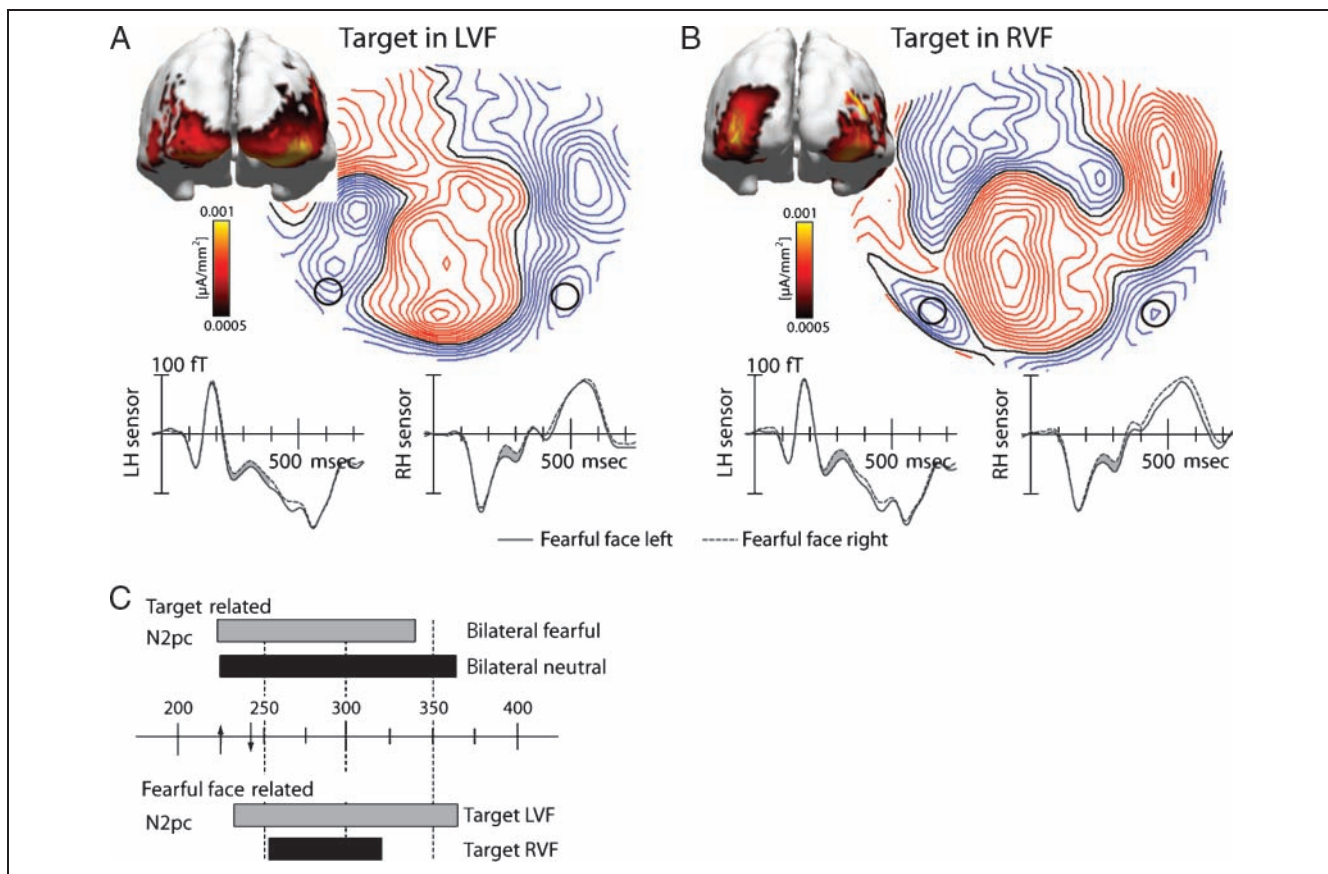 A Target in LVF
B Target in RVF
0.001
[µA/mm²]
0.0005
0.001
[µA/mm²]
0.0005
100 fT
LH sensor
500 msec
RH sensor
500 msec
100 fT
LH sensor
500 msec
RH sensor
500 msec
Fearful face left
Fearful face right
C
Target related
N2pc
Bilateral fearful
Bilateral neutral
200 250 300 350 400
Fearful face related
N2pc
Target LVF
Target RVF